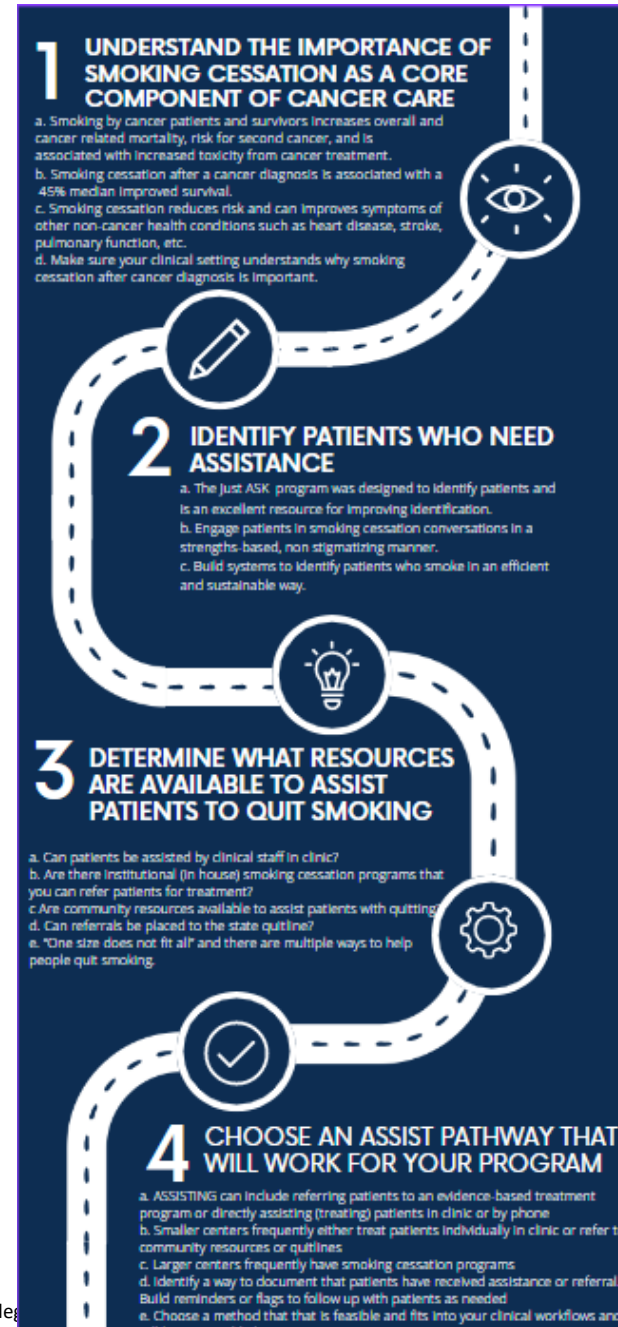 1
UNDERSTAND THE IMPORTANCE OF
SMOKING CESSATION AS A CORE
COMPONENT OF CANCER CARE
a. Smoking by cancer patients and survivors increases overall and
cancer related mortality, risk for second cancer, and is
associated with increased toxicity from cancer treatment.
b. Smoking cessation after a cancer diagnosis is associated with a
45% median improved survival.
c. Smoking cessation reduces risk and can improves symptoms of
other non-cancer health conditions such as heart disease, stroke,
pulmonary function, etc.
d. Make sure your clinical setting understands why smoking
cessation after cancer diagnosis is important.
2
IDENTIFY PATIENTS WHO NEED
ASSISTANCE
a. The Just ASK program was designed to identify patients and
is an excellent resource for improving identification.
b. Engage patients in smoking cessation conversations in a
strengths-based, non stigmatizing manner.
c. Build systems to identify patients who smoke in an efficient
and sustainable way.
3
DETERMINE WHAT RESOURCES
ARE AVAILABLE TO ASSIST
PATIENTS TO QUIT SMOKING
a. Can patients be assisted by clinical staff in clinic?
b. Are there institutional (in house) smoking cessation programs that
you can refer patients for treatment?
c.Are community resources available to assist patients with quitting?
d. Can referrals be placed to the state quitline?
e. "One size does not fit all" and there are multiple ways to help
people quit smoking.
4
CHOOSE AN ASSIST PATHWAY THAT
WILL WORK FOR YOUR PROGRAM
a. ASSISTING can include referring patients to an evidence-based treatment
program or directly assisting (treating) patients in clinic or by phone
b. Smaller centers frequently either treat patients individually in clinic or refer t
community resources or quitlines
c. Larger centers frequently have smoking cessation programs
d. Identify a way to document that patients have received assistance or referral
Build reminders or flags to follow up with patients as needed
e. Choose a method that that is feasible and fits into your clinical workflows and